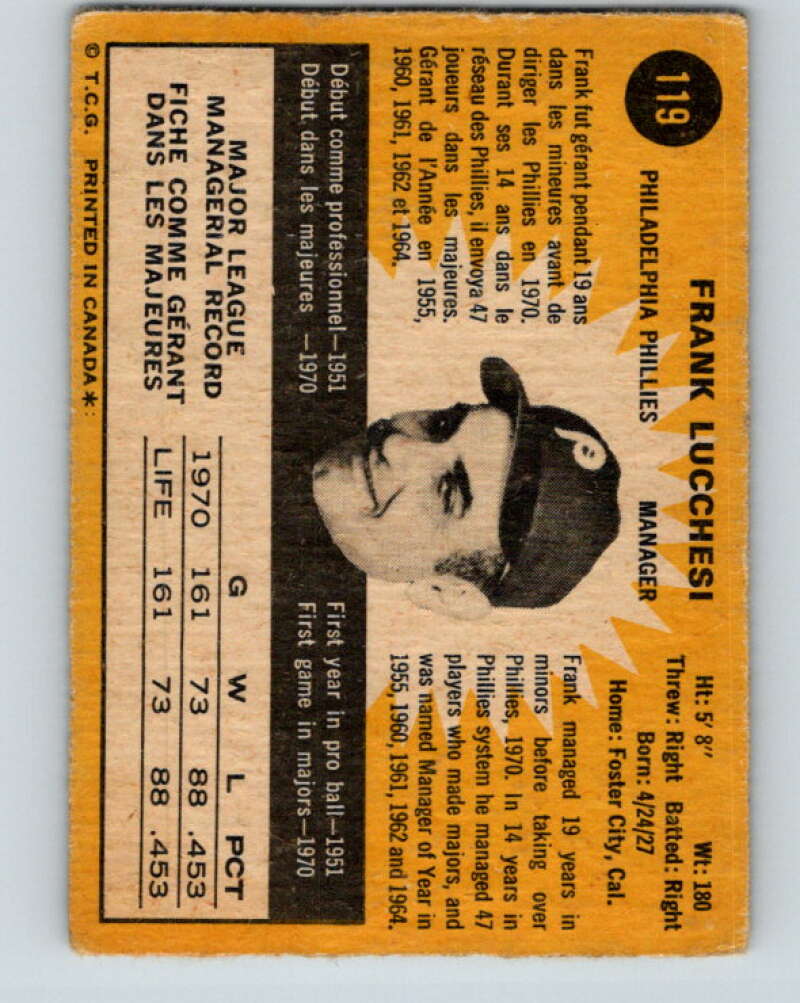 119
FRANK LUCCHESI
PHILADELPHIA PHILLIES MANAGER
Ht: 5' 8" Wt: 180
Threw: Right Batted: Right
Born: 4/24/27
Home: Foster City, Cal.
Frank fut gérant pendant 19 ans
dans les mineures avant de
diriger les Phillies en 1970.
Durant ses 14 ans dans le
réseau des Phillies, il envoya 47
joueurs dans les majeures.
Gérant de l'Année en 1955,
1960, 1961, 1962 et 1964.
P
Frank managed 19 years in
minors before taking over
Phillies, 1970. In 14 years in
Phillies system he managed 47
players who made majors, and
was named Manager of Year in
1955, 1960, 1961, 1962 and 1964.
Début comme professionnel—1951
Début dans les majeures —1970
First year in pro ball—1951
First game in majors—1970
MAJOR LEAGUE
MANAGERIAL RECORD
FICHE COMME GÉRANT
DANS LES MAJEURES
G W L PCT
1970 161 73 88 .453
LIFE 161 73 88 .453
© T.C.G. PRINTED IN CANADA*: